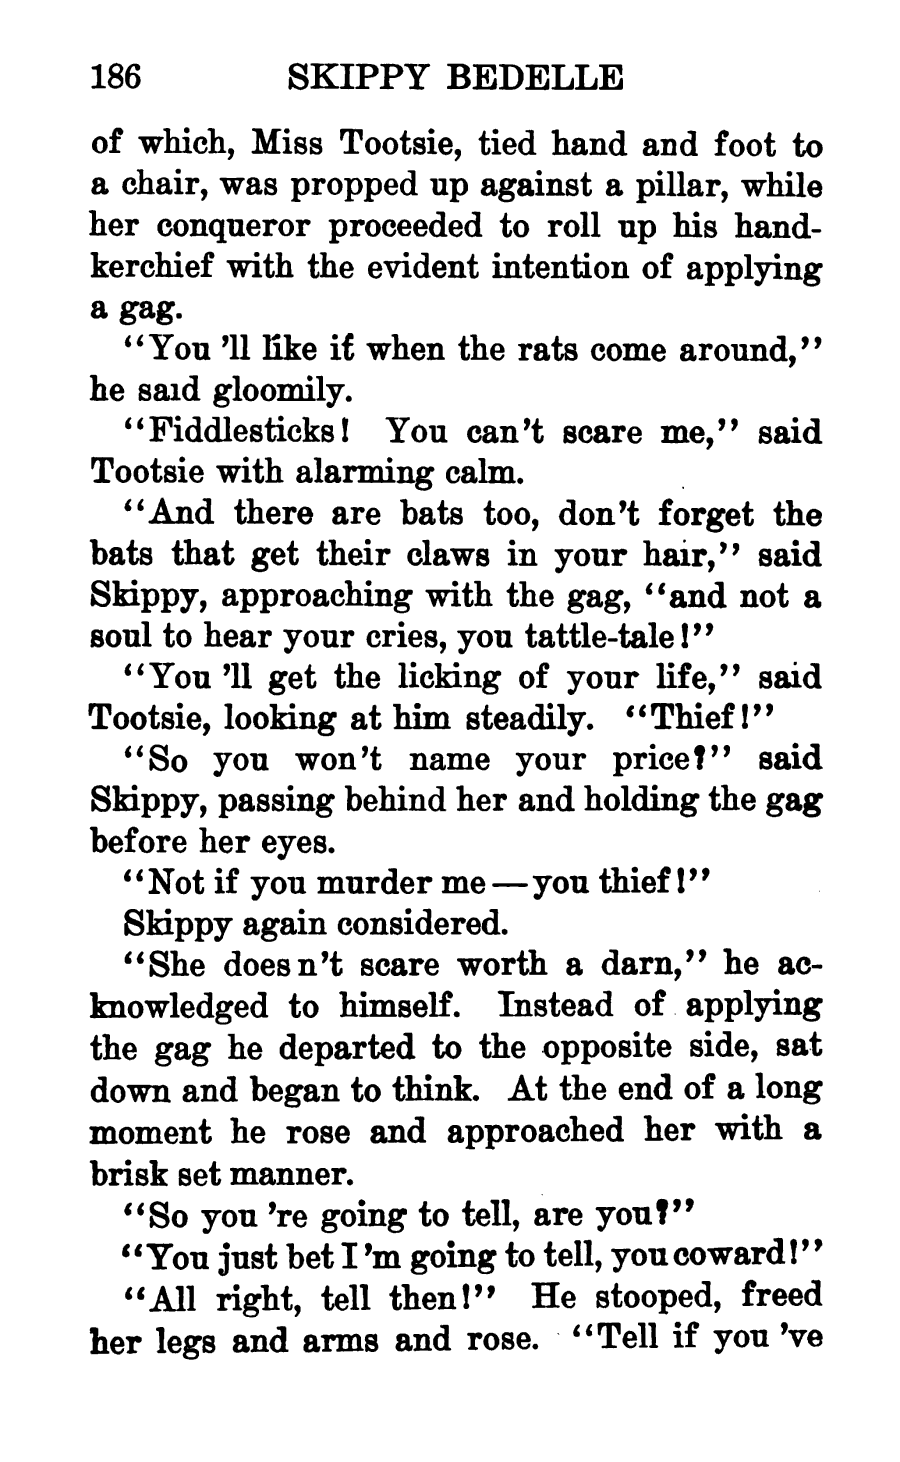 186 SKIPPY BEDELLE
of which, Miss Tootsie, tied hand and foot to
a chair, was propped up against a pillar, while
her conqueror proceeded to roll up his hand-
kerchief with the evident intention of applying
a gag.
“You ’ll like it when the rats come around,”
he said gloomily.
“Fiddlesticks! You can’t scare me,” said
Tootsie with alarming calm.
“And there are bats too, don’t forget the
bats that get their claws in your hair,” said
Skippy, approaching with the gag, “and not a
soul to hear your cries, you tattle-tale!”
“You ’ll get the licking of your life,” said
Tootsie, looking at him steadily. “Thief!”
“So you won’t name your price?” said
Skippy, passing behind her and holding the gag
before her eyes.
“Not if you murder me—you thief!”
Skippy again considered.
“She does n’t scare worth a darn,” he ac-
knowledged to himself. Instead of applying
the gag he departed to the opposite side, sat
down and began to think. At the end of a long
moment he rose and approached her with a
brisk set manner.
“So you ’re going to tell, are you?”
“You just bet I ’m going to tell, you coward!”
“All right, tell then!” He stooped, freed
her legs and arms and rose. “Tell if you ’ve